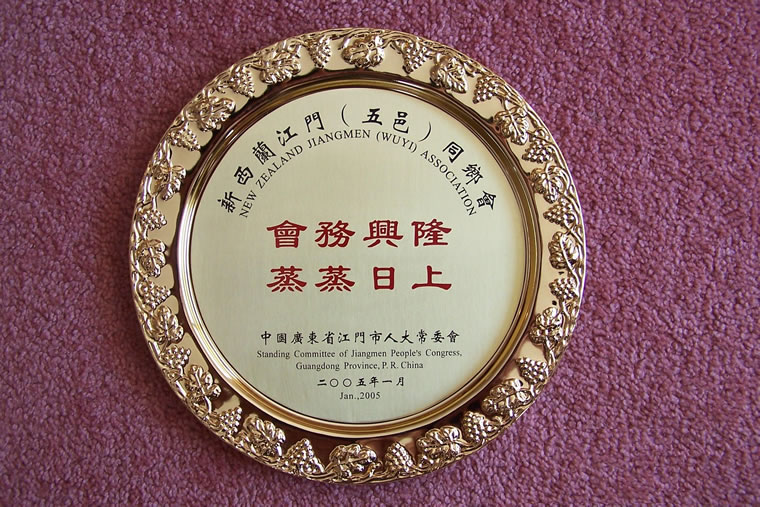 新西蘭江門（五邑）同鄉會
NEW ZEALAND JIANGMEN (WUYI) ASSOCIATION
會務興隆
蒸蒸日上
中國廣東省江門市人大常委會
Standing Committee of Jiangmen People's Congress,
Guangdong Province, P. R. China
二〇〇五年一月
Jan.,2005